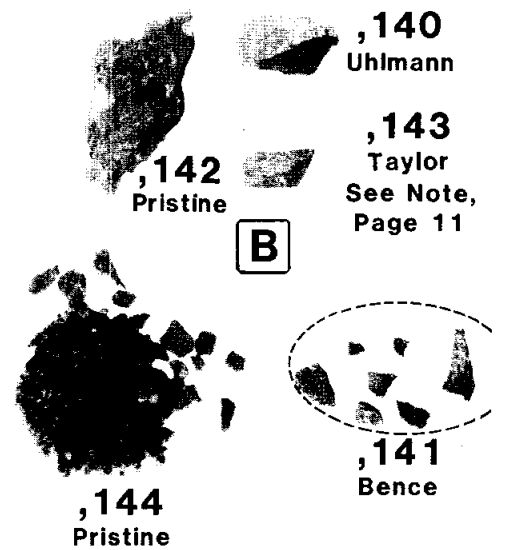 ,140
Uhlmann
,142
Pristine
,143
Taylor
See Note,
Page 11
B
,144
Pristine
,141
Bence